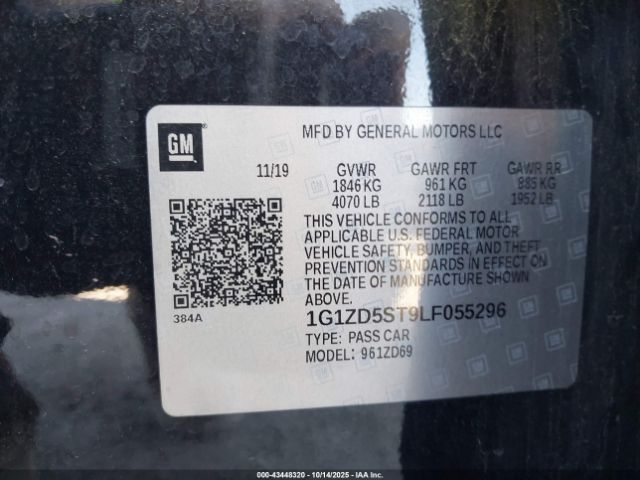 GM
MFD BY GENERAL MOTORS LLC
11/19 GVWR GAWR FRT GAWR RR
1846 KG 961 KG 885 KG
4070 LB 2118 LB 1952 LB
THIS VEHICLE CONFORMS TO ALL
APPLICABLE U.S. FEDERAL MOTOR
VEHICLE SAFETY, BUMPER, AND THEFT
PREVENTION STANDARDS IN EFFECT ON
THE DATE OF MANUFACTURE SHOWN
ABOVE.
384A
1G1ZD5ST9LF055296
TYPE: PASS CAR
MODEL: 961ZD69
000-43448320 - 10/14/2025 - IAA Inc.